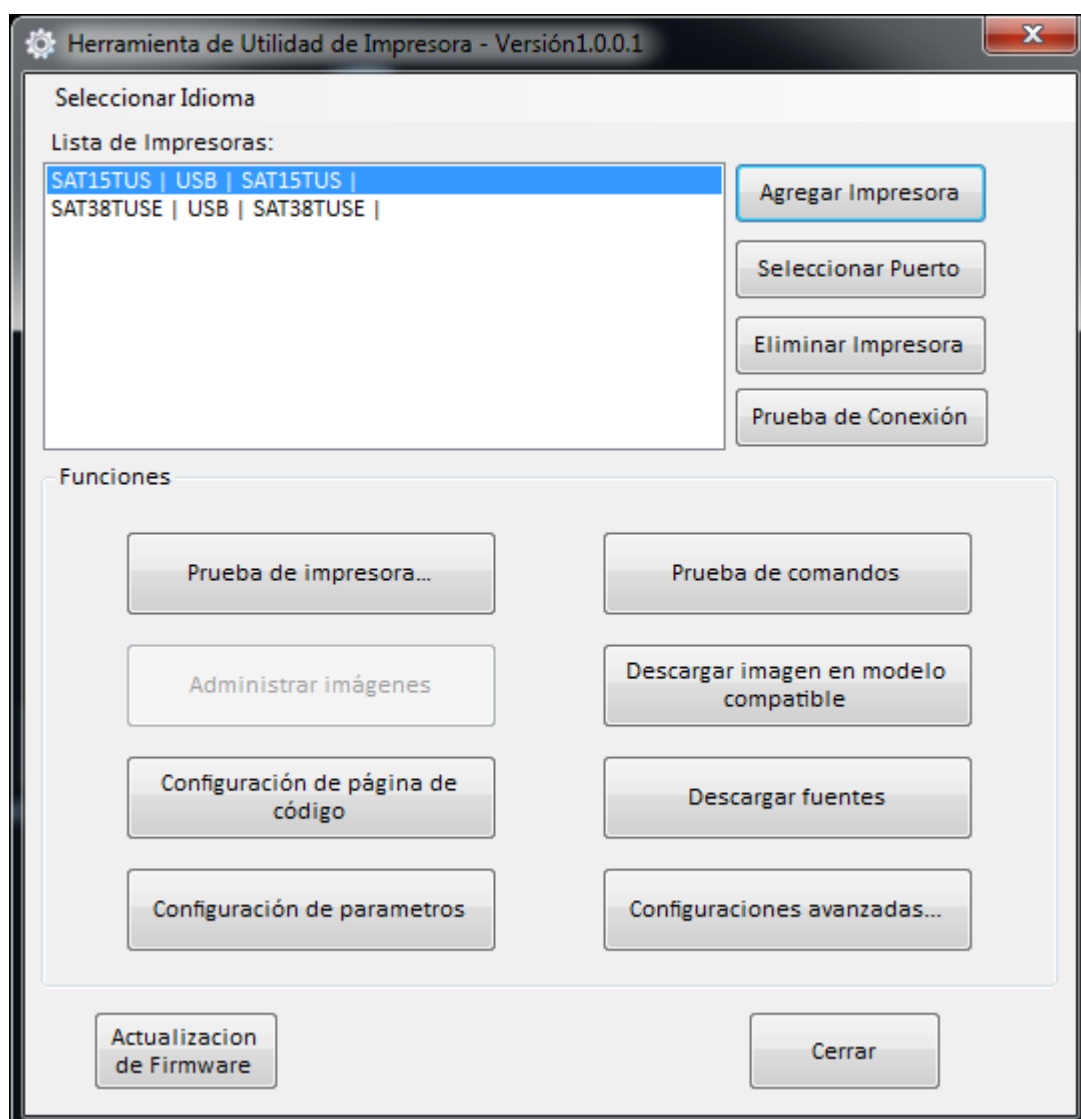 Herramienta de Utilidad de Impresora - Versión1.0.0.1
Seleccionar Idioma
Lista de Impresoras:
SAT15TUS | USB | SAT15TUS |
SAT38TUSE | USB | SAT38TUSE |
Agregar Impresora
Seleccionar Puerto
Eliminar Impresora
Prueba de Conexión
Funciones
Prueba de impresora...
Prueba de comandos
Administrar imágenes
Descargar imagen en modelo
compatible
Configuración de página de
código
Descargar fuentes
Configuración de parametros
Configuraciones avanzadas...
Actualizacion
de Firmware
Cerrar